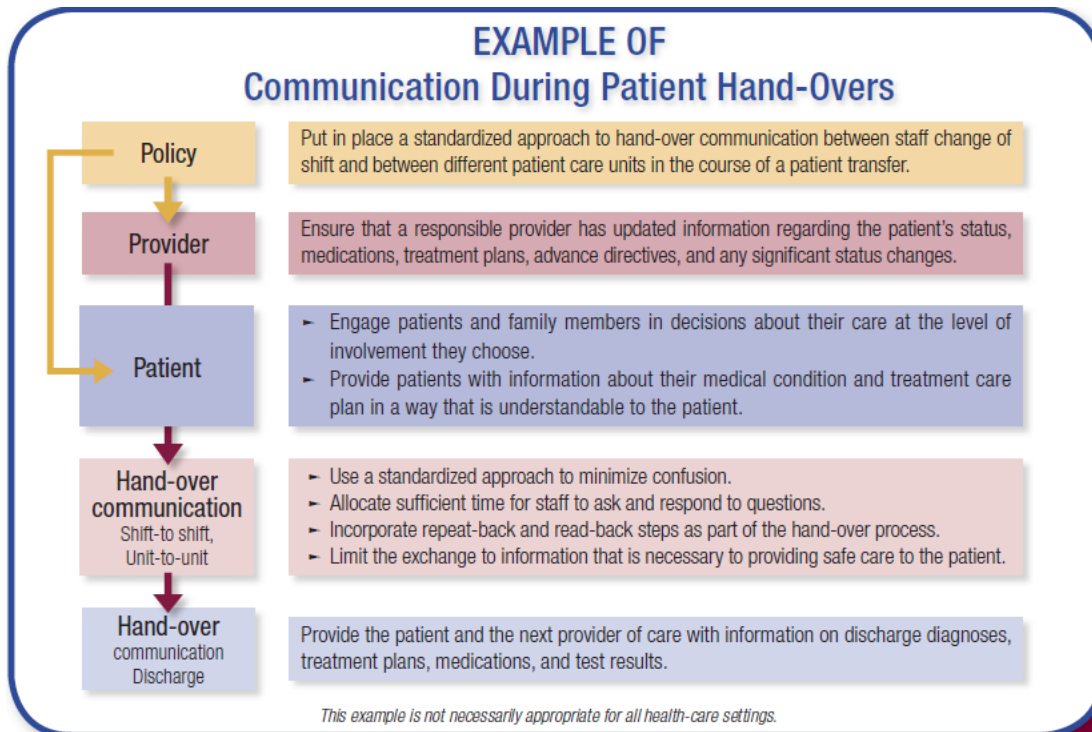 EXAMPLE OF
Communication During Patient Hand-Overs
Policy
Put in place a standardized approach to hand-over communication between staff change of
shift and between different patient care units in the course of a patient transfer.
Provider
Ensure that a responsible provider has updated information regarding the patient's status,
medications, treatment plans, advance directives, and any significant status changes.
Patient
► Engage patients and family members in decisions about their care at the level of
involvement they choose.
► Provide patients with information about their medical condition and treatment care
plan in a way that is understandable to the patient.
Hand-over
communication
Shift-to shift,
Unit-to-unit
► Use a standardized approach to minimize confusion.
► Allocate sufficient time for staff to ask and respond to questions.
► Incorporate repeat-back and read-back steps as part of the hand-over process.
► Limit the exchange to information that is necessary to providing safe care to the patient.
Hand-over
communication
Discharge
Provide the patient and the next provider of care with information on discharge diagnoses,
treatment plans, medications, and test results.
This example is not necessarily appropriate for all health-care settings.